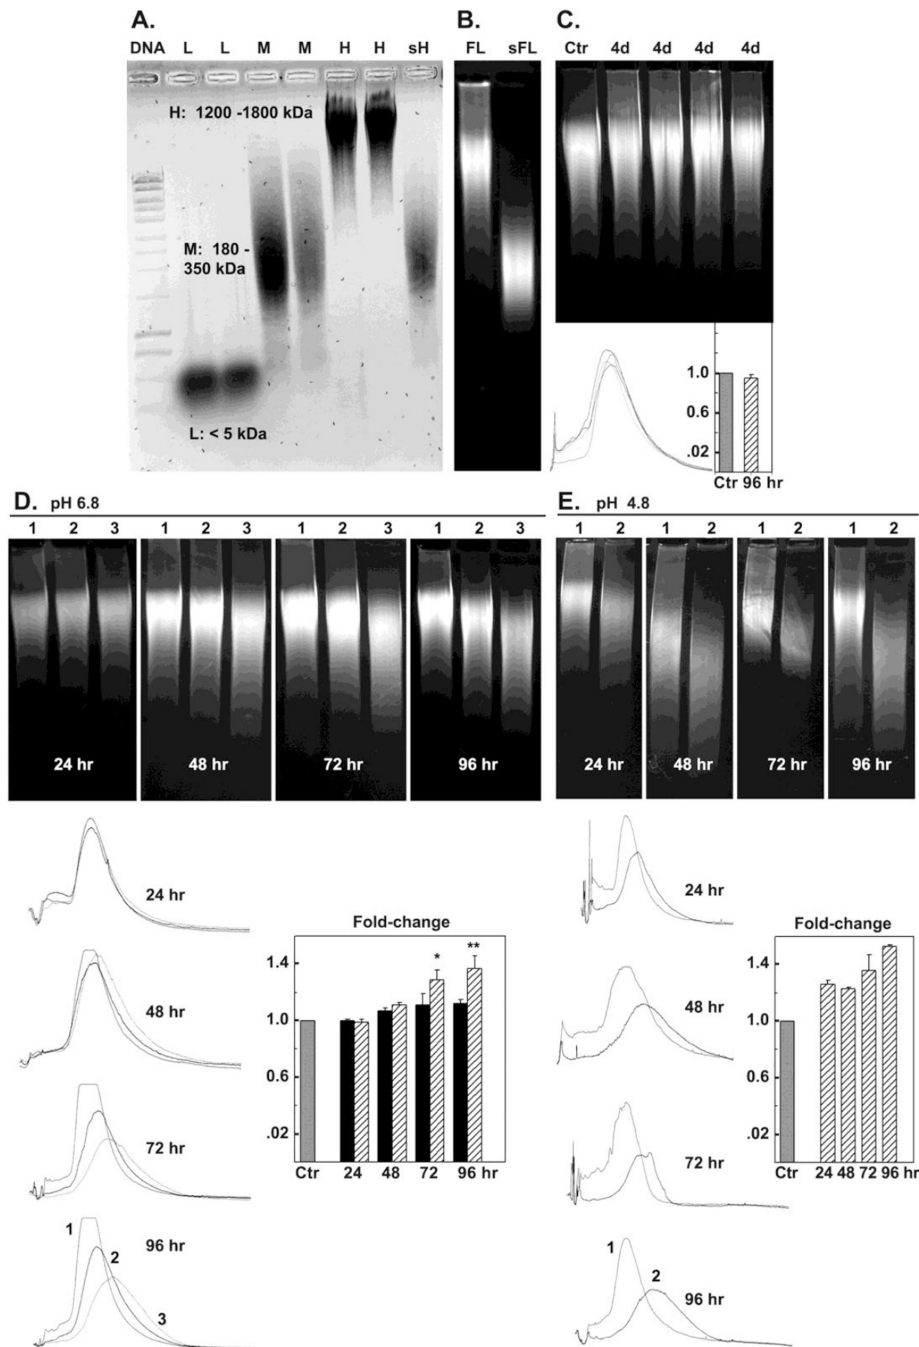 A.
DNA L L M M H H sH
H: 1200 -1800 kDa
M: 180 -
350 kDa
L: < 5 kDa
B.
FL sFL
C.
Ctr 4d 4d 4d 4d
1.0
0.6
.02
Ctr 96 hr
D. pH 6.8
1 2 3 1 2 3 1 2 3 1 2 3
24 hr 48 hr 72 hr 96 hr
24 hr
48 hr
72 hr
96 hr
1
2
3
Fold-change
1.4
1.0
0.6
.02
* **
Ctr 24 48 72 96 hr
E. pH 4.8
1 2 1 2 1 2 1 2
24 hr 48 hr 72 hr 96 hr
24 hr
48 hr
72 hr
96 hr
1
2
Fold-change
1.4
1.0
0.6
.02
Ctr 24 48 72 96 hr